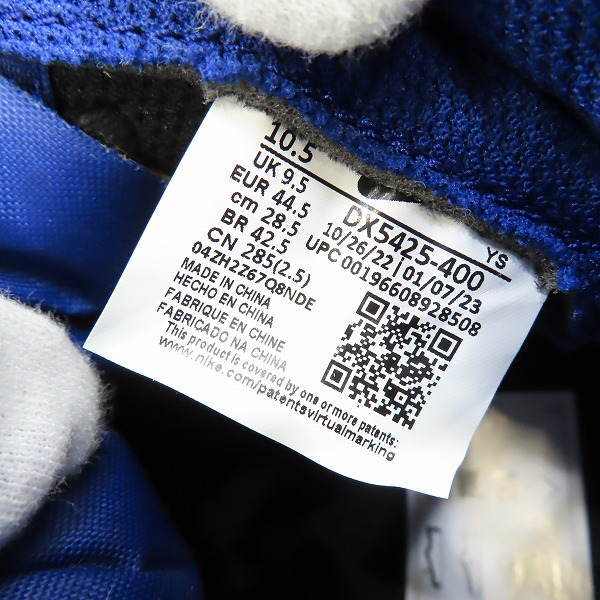 10.5
UK 9.5
EUR 44.5
cm 28.5
BR 42.5
CN 285(2.5)
04ZH2Z67Q8NDE
MADE IN CHINA
HECHO EN CHINA
FABRIQUE EN CHINE
FABRICADO NA CHINA
This product is covered by one or more patents:
www.nike.com/patentsvirtualmarking
DX5425-400
YS
10/26/22 | 01/07/23
UPC 00196608928508